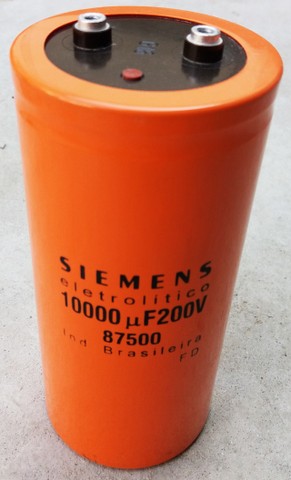 SIEMENS
eletrolítico
10000 µF200V
87500
Ind Brasileira
FD